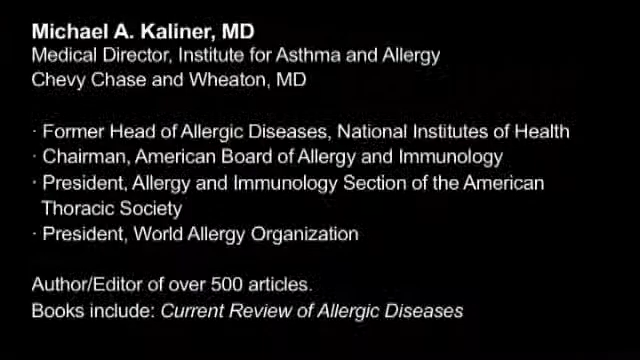 Michael A. Kaliner, MD
Medical Director, Institute for Asthma and Allergy
Chevy Chase and Wheaton, MD
· Former Head of Allergic Diseases, National Institutes of Health
· Chairman, American Board of Allergy and Immunology
· President, Allergy and Immunology Section of the American
Thoracic Society
· President, World Allergy Organization
Author/Editor of over 500 articles.
Books include: Current Review of Allergic Diseases